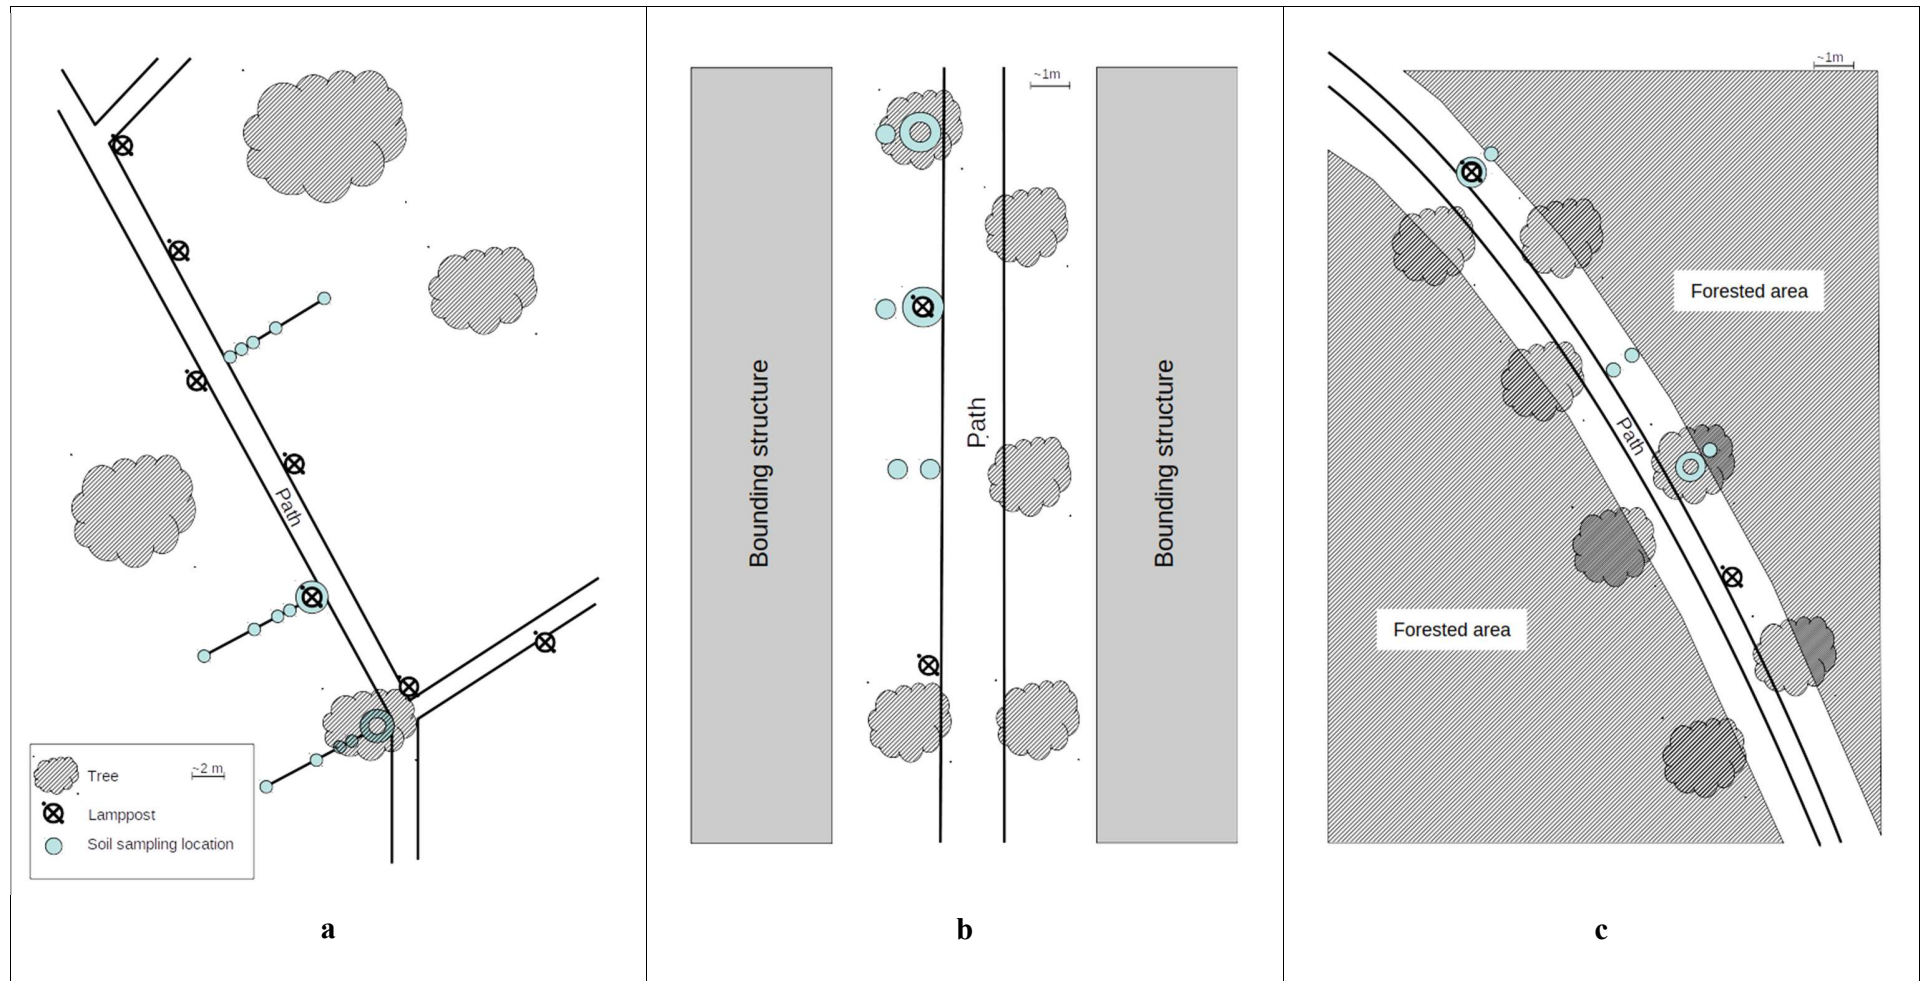 Path
~2 m
Tree
Lamppost
Soil sampling location
a
~1m
Bounding structure
Path
Bounding structure
b
~1m
Forested area
Path
Forested area
c